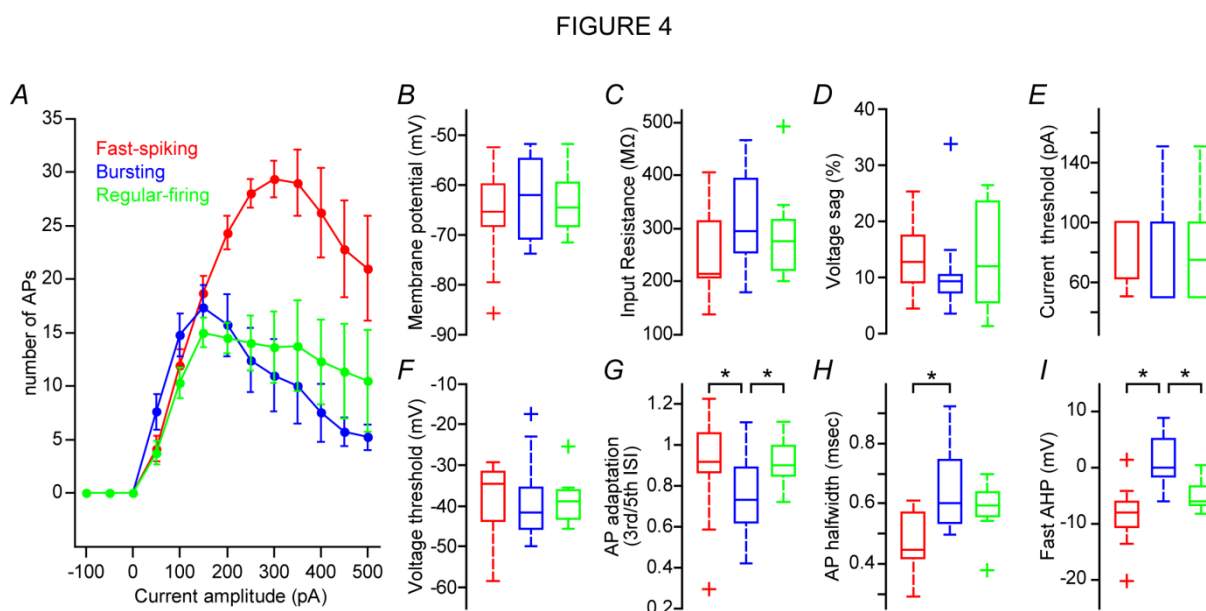 FIGURE 4
A
number of APs
35
30
25
20
15
10
5
0
Fast-spiking
Bursting
Regular-firing
-100 0 100 200 300 400 500
Current amplitude (pA)
B
Membrane potential (mV)
-50
-60
-70
-80
-90
C
Input Resistance (MΩ)
500
400
300
200
100
D
Voltage sag (%)
40
30
20
10
0
E
Current threshold (pA)
140
100
60
F
Voltage threshold (mV)
-10
-20
-30
-40
-50
-60
G
AP adaptation
(3rd/5th ISI)
1.2
1
0.8
0.6
0.4
0.2
* *
H
AP halfwidth (msec)
0.8
0.6
0.4
*
I
Fast AHP (mV)
10
0
-10
-20
* *